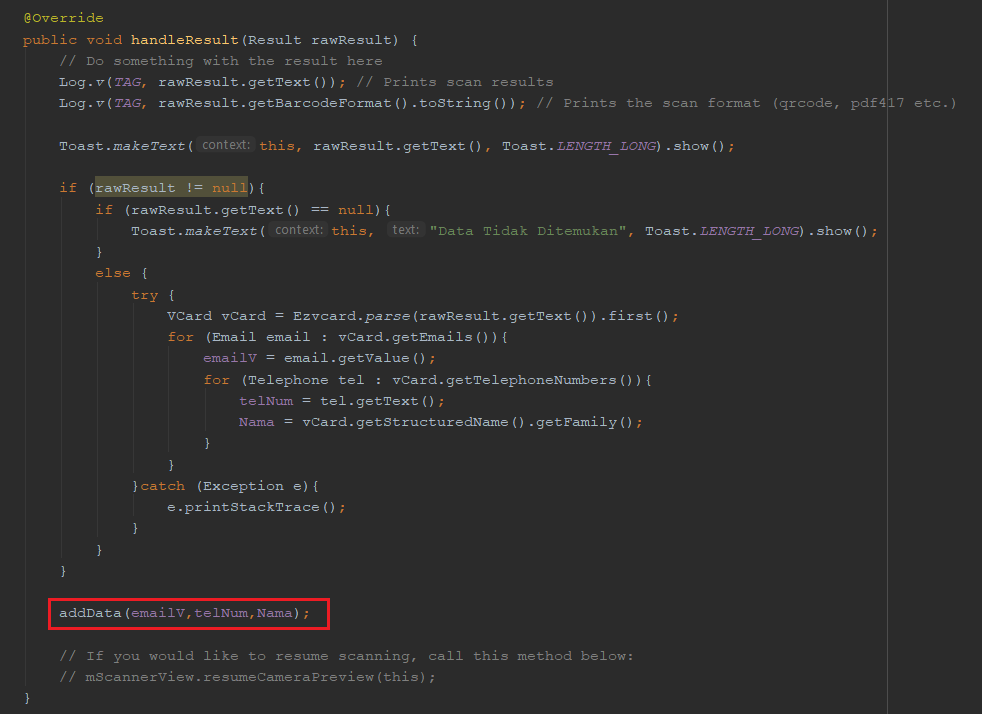 @Override
public void handleResult(Result rawResult) {
// Do something with the result here
Log.v(TAG, rawResult.getText()); // Prints scan results
Log.v(TAG, rawResult.getBarcodeFormat().toString()); // Prints the scan format (qrcode, pdf417 etc.)
Toast.makeText( context: this, rawResult.getText(), Toast.LENGTH_LONG).show();
if (rawResult != null){
if (rawResult.getText() == null){
Toast.makeText( context: this, text: "Data Tidak Ditemukan", Toast.LENGTH_LONG).show();
}
else {
try {
VCard vCard = Ezvcard.parse(rawResult.getText()).first();
for (Email email : vCard.getEmails()){
emailV = email.getValue();
for (Telephone tel : vCard.getTelephoneNumbers()){
telNum = tel.getText();
Nama = vCard.getStructuredName().getFamily();
}
}
}catch (Exception e){
e.printStackTrace();
}
}
}
addData(emailV,telNum,Nama);
// If you would like to resume scanning, call this method below:
// mScannerView.resumeCameraPreview(this);
}